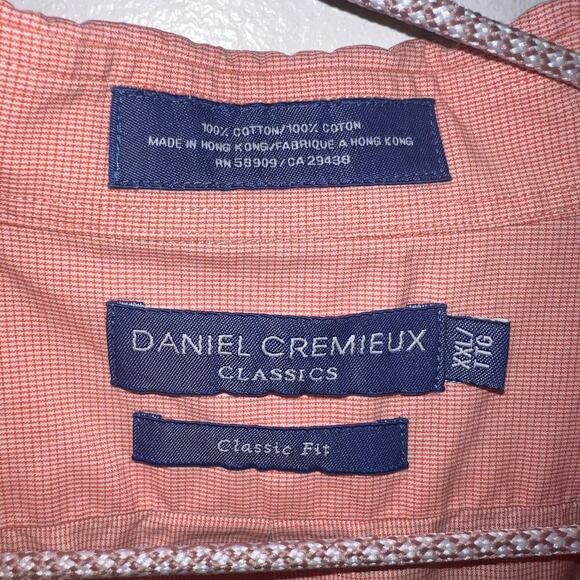 100% COTTON/100% COTON
MADE IN HONG KONG/FABRIQUE A HONG KONG
RN 58909/CA 29438
DANIEL CREMIEUX
CLASSICS
XXL/
TTG
Classic Fit